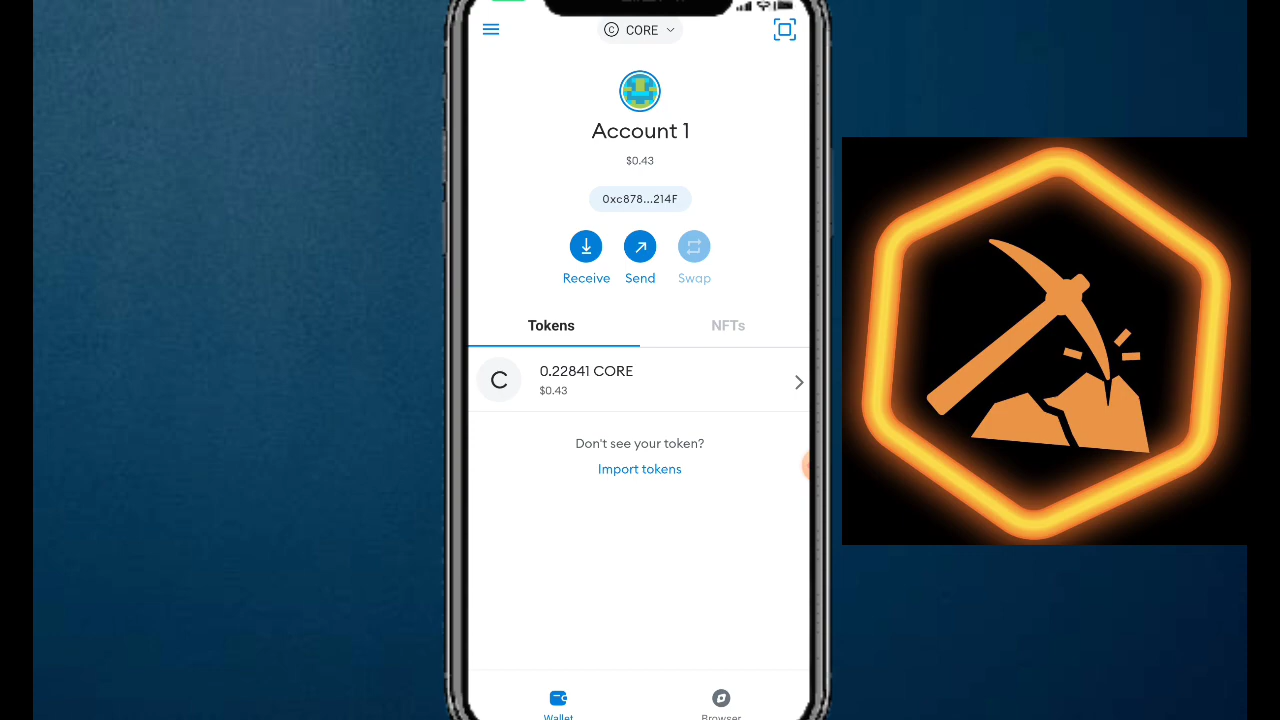 CORE
Account 1
$0.43
0xc878...214F
Receive Send Swap
Tokens NFTs
C
0.22841 CORE
$0.43
Don't see your token?
Import tokens
Wallet Browser